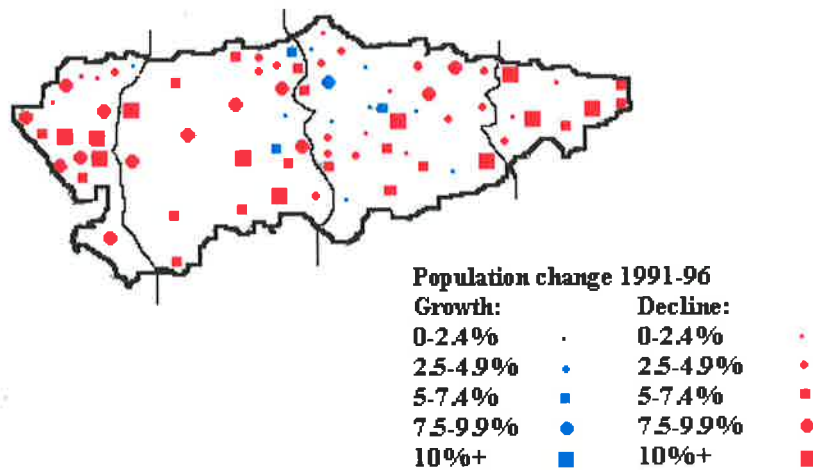 Population change 1991-96
Growth: Decline:
0-2.4% 0-2.4%
2.5-4.9% 2.5-4.9%
5-7.4% 5-7.4%
7.5-9.9% 7.5-9.9%
10%+ 10%+